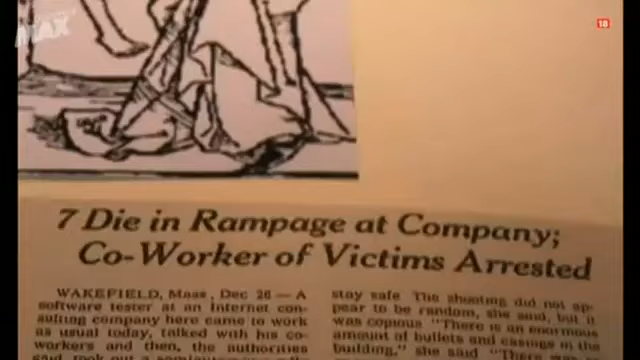 MAX
18
7 Die in Rampage at Company;
Co-Worker of Victims Arrested
WAKEFIELD, Mass, Dec 26 — A
software tester at an Internet con-
sulting company here came to work
as usual today, talked with his co-
workers and then, the authorities
said, took out a
stay safe The shooting did not ap-
pear to be random, she said, but it
was copious "There is an enormous
amount of bullets and casings in the
building," she said "There